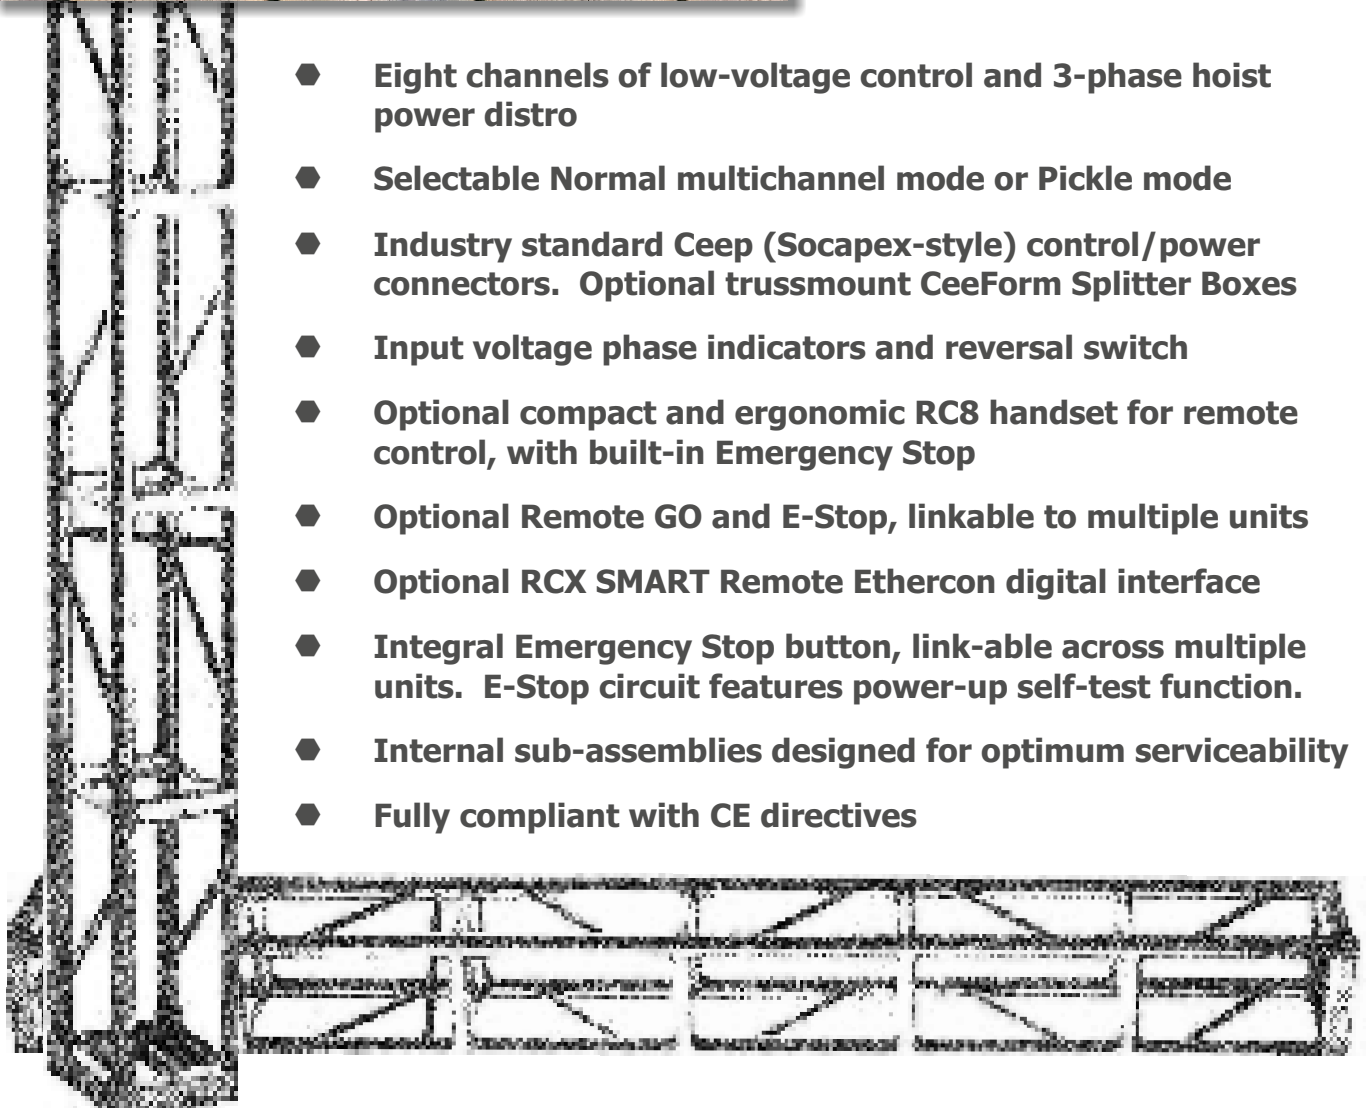 Eight channels of low-voltage control and 3-phase hoist
power distro
Selectable Normal multichannel mode or Pickle mode
Industry standard Ceep (Socapex-style) control/power
connectors.  Optional trussmount CeeForm Splitter Boxes
Input voltage phase indicators and reversal switch
Optional compact and ergonomic RC8 handset for remote
control, with built-in Emergency Stop
Optional Remote GO and E-Stop, linkable to multiple units
Optional RCX SMART Remote Ethercon digital interface
Integral Emergency Stop button, link-able across multiple
units.  E-Stop circuit features power-up self-test function.
Internal sub-assemblies designed for optimum serviceability
Fully compliant with CE directives